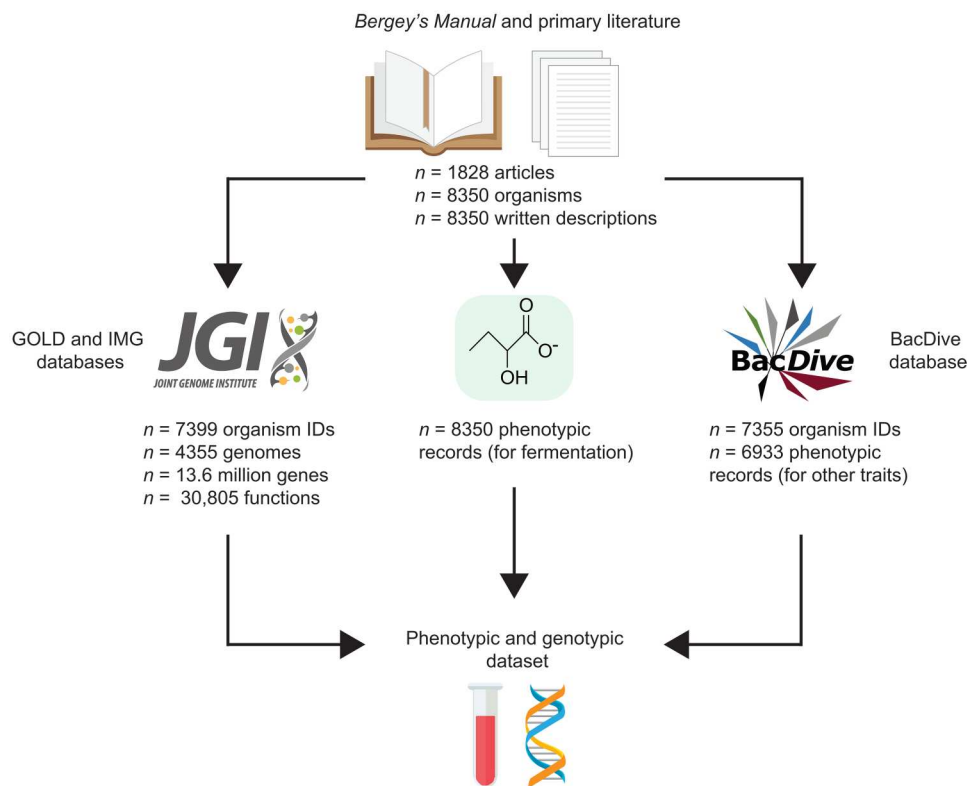 Bergey's Manual and primary literature
n = 1828 articles
n = 8350 organisms
n = 8350 written descriptions
GOLD and IMG
databases
JGI
JOINT GENOME INSTITUTE
O
O-
OH
BacDive
BacDive
database
n = 7399 organism IDs
n = 4355 genomes
n = 13.6 million genes
n = 30,805 functions
n = 8350 phenotypic
records (for fermentation)
n = 7355 organism IDs
n = 6933 phenotypic
records (for other traits)
Phenotypic and genotypic
dataset